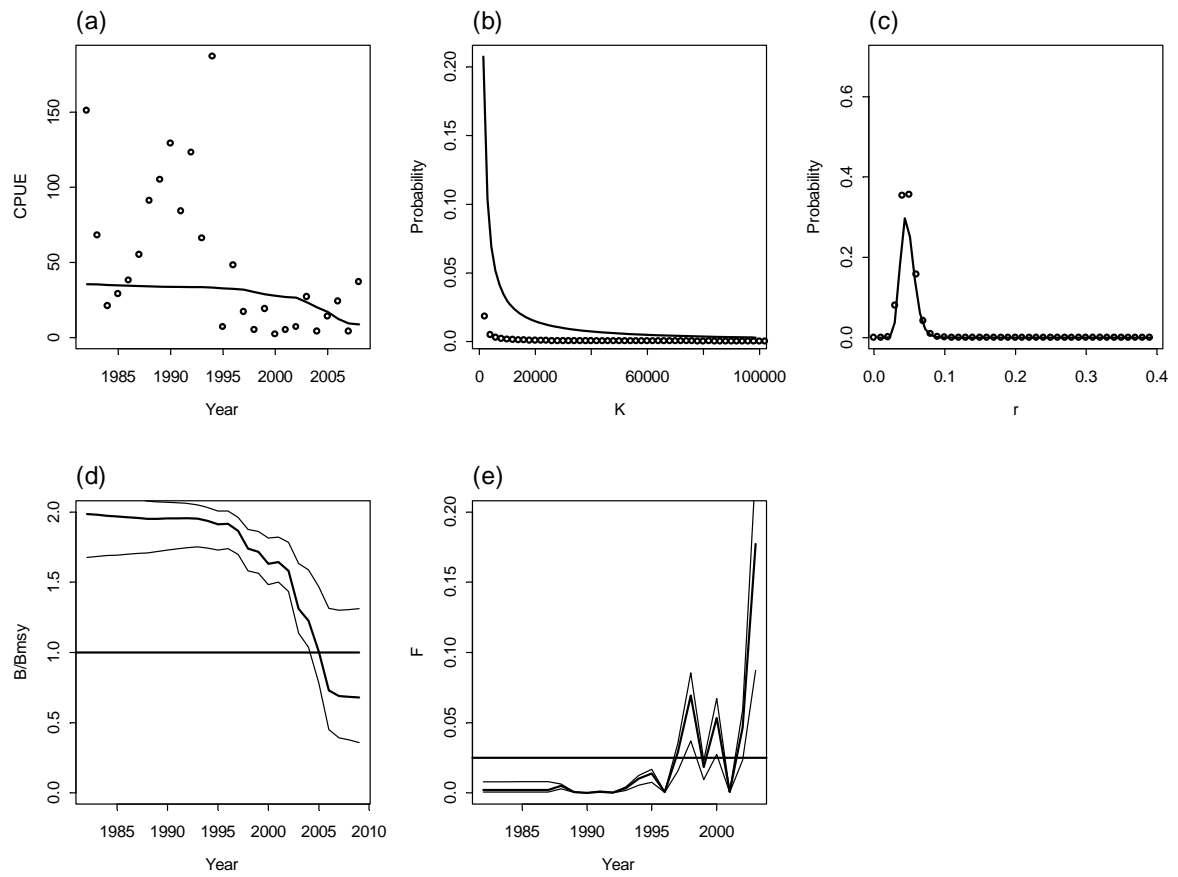 (a)
CPUE
0
50
100
150
1985 1990 1995 2000 2005
Year
(b)
Probability
0.00
0.05
0.10
0.15
0.20
0 20000 60000 100000
K
(c)
Probability
0.0
0.2
0.4
0.6
0.0 0.1 0.2 0.3 0.4
r
(d)
B/Bmsy
0.0
0.5
1.0
1.5
2.0
1985 1990 1995 2000 2005 2010
Year
(e)
F
0.00
0.05
0.10
0.15
0.20
1985 1990 1995 2000
Year